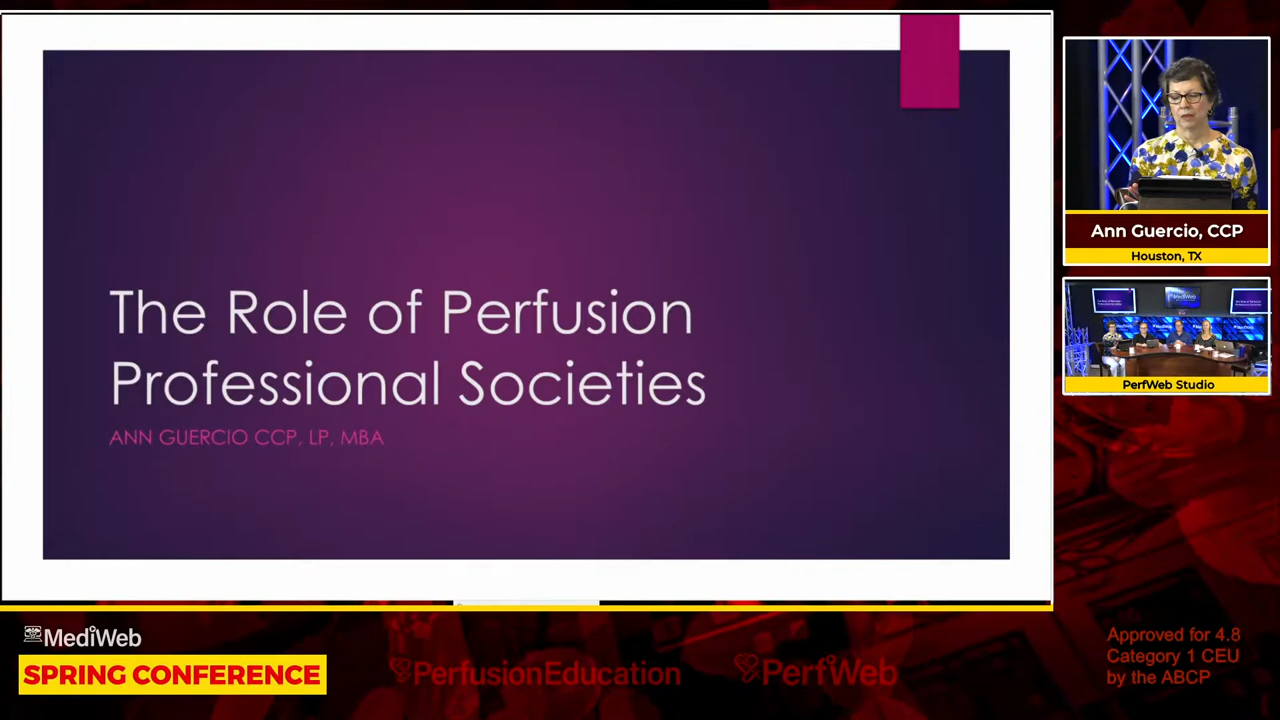 The Role of Perfusion
Professional Societies
ANN GUERCIO CCP, LP, MBA
Ann Guercio, CCP
Houston, TX
PerfWeb Studio
MediWeb
SPRING CONFERENCE
PerfusionEducation
PerfWeb
Approved for 4.8
Category 1 CEU
by the ABCP